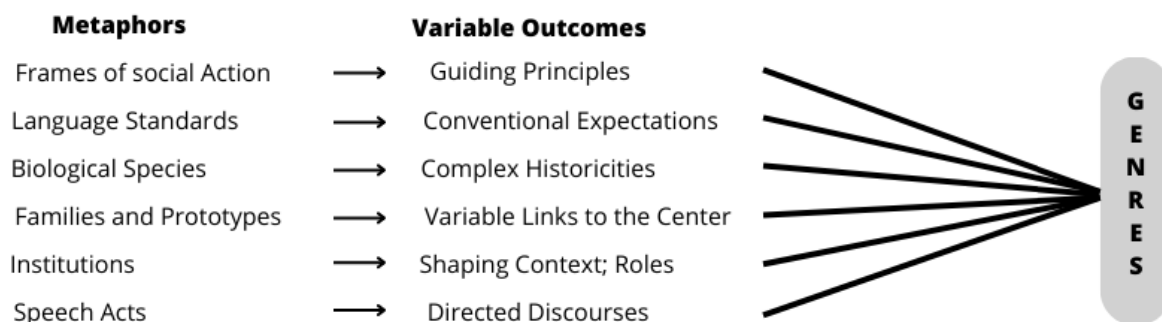 Metaphors Variable Outcomes
Frames of social Action Guiding Principles
Language Standards Conventional Expectations
Biological Species Complex Historicities
Families and Prototypes Variable Links to the Center
Institutions Shaping Context; Roles
Speech Acts Directed Discourses
GENRES